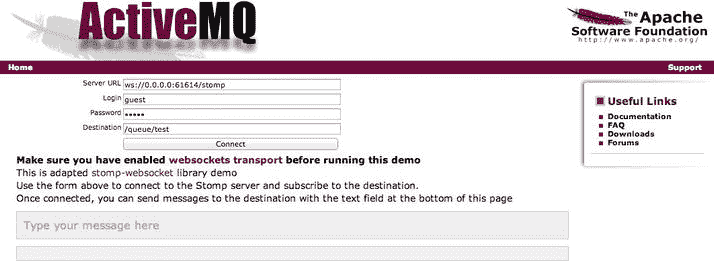 ActiveMQ
The Apache
Software Foundation
http://www.apache.org/
Home
Support
Server URL ws://0.0.0.0:61614/stomp
Login guest
Password •••••
Destination /queue/test
Connect
Make sure you have enabled websockets transport before running this demo
This is adapted stomp-websocket library demo
Use the form above to connect to the Stomp server and subscribe to the destination.
Once connected, you can send messages to the destination with the text field at the bottom of this page
Type your message here
Useful Links
Documentation
FAQ
Downloads
Forums